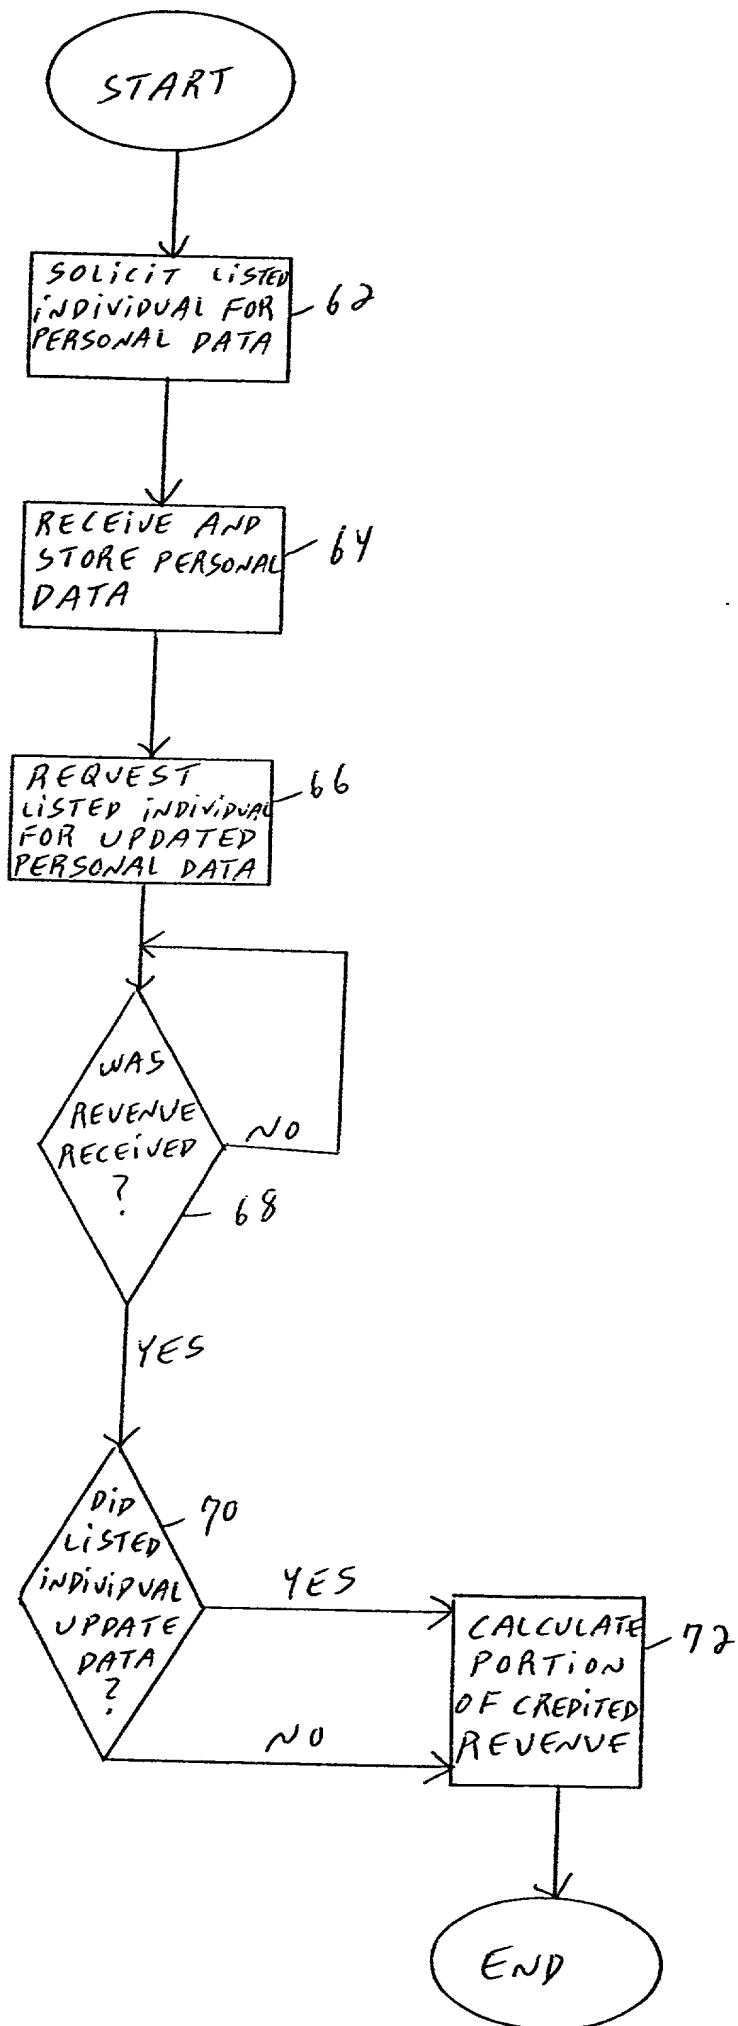 START
SOLICIT LISTED
INDIVIDUAL FOR
PERSONAL DATA
62
RECEIVE AND
STORE PERSONAL
DATA
64
REQUEST
LISTED INDIVIDUAL
FOR UPDATED
PERSONAL DATA
66
WAS
REVENUE
RECEIVED
?
NO
68
YES
DID
LISTED
INDIVIDUAL
UPDATE
DATA
?
70
YES
NO
CALCULATE
PORTION
OF CREDITED
REVENUE
72
END